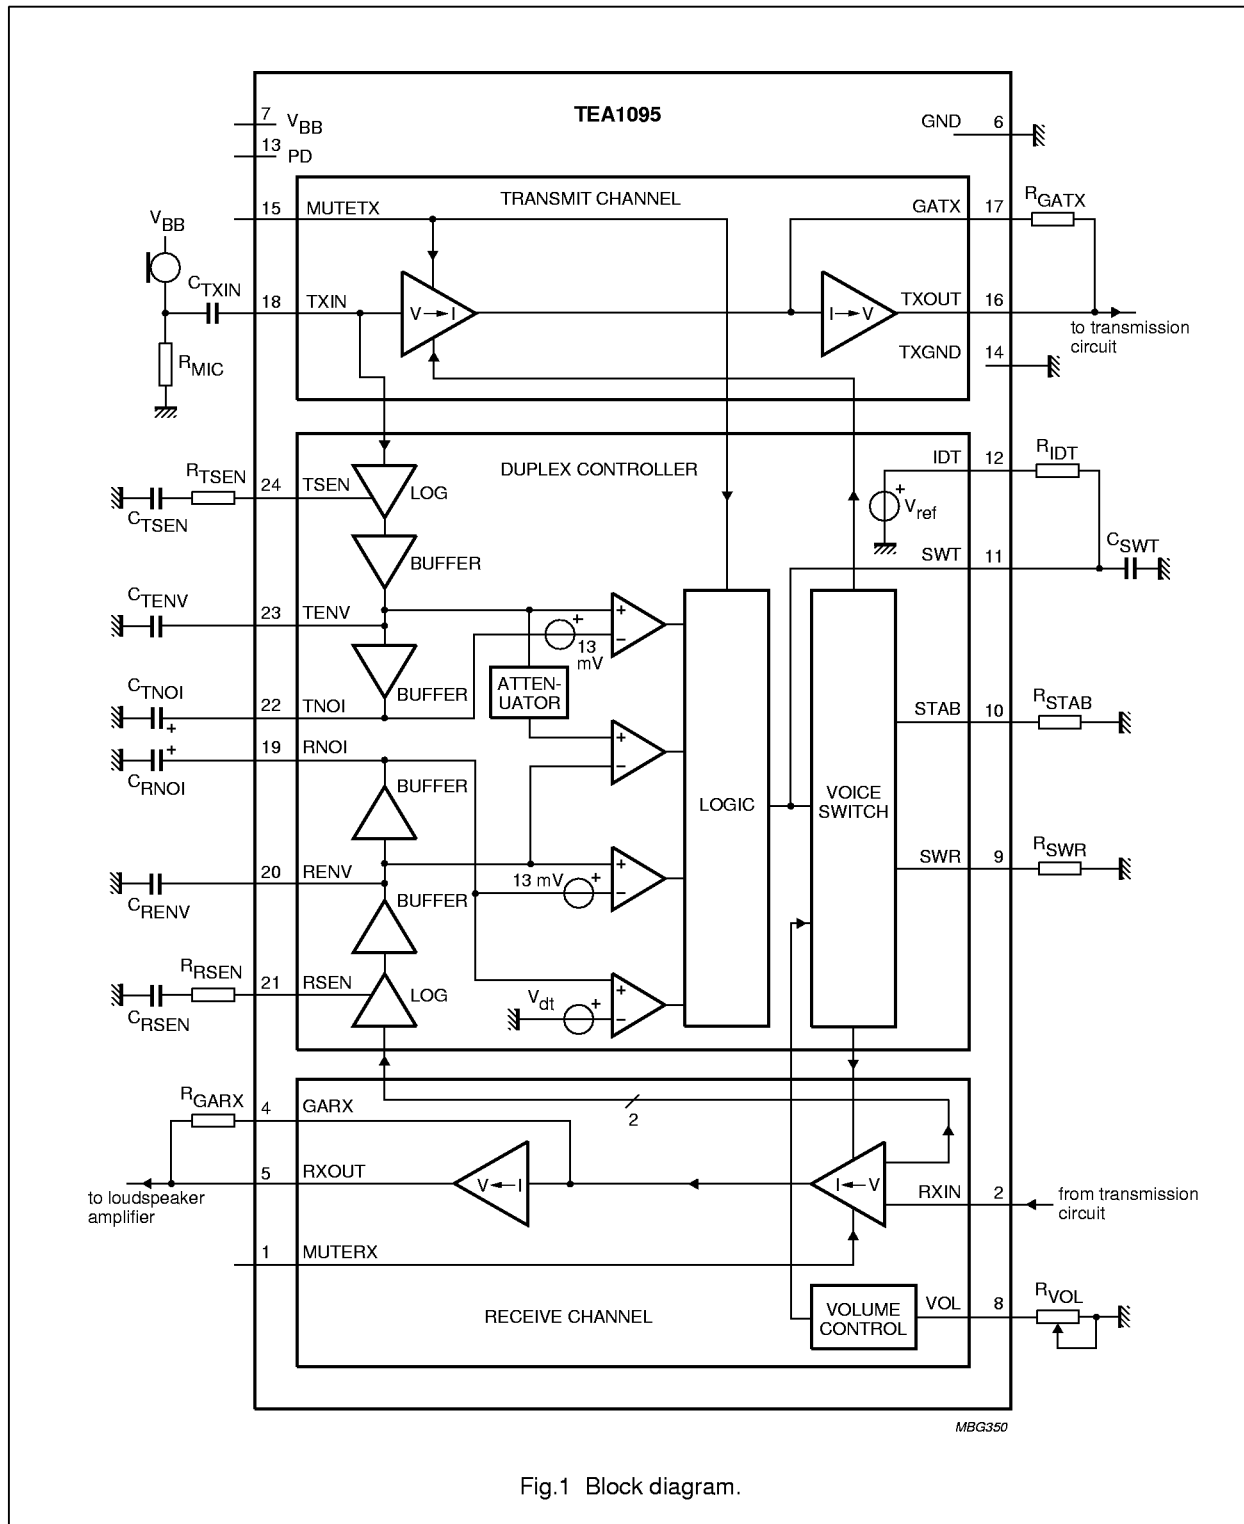 TEA1095
7
VBB
13
PD
GND
6
TRANSMIT CHANNEL
15
MUTETX
GATX
17
RGATX
VBB
CTXIN
18
TXIN
V
I
I
V
TXOUT
16
to transmission
circuit
TXGND
14
RMIC
DUPLEX CONTROLLER
IDT
12
RIDT
RTSEN
24
TSEN
LOG
CTSEN
+
Vref
BUFFER
SWT
11
CSWT
CTENV
23
TENV
+
−
+
13
mV
BUFFER
ATTEN-
UATOR
CTNOI
22
TNOI
+
STAB
10
RSTAB
19
RNOI
+
CRNOI
+
−
BUFFER
LOGIC
VOICE
SWITCH
20
RENV
CRENV
BUFFER
13 mV
+
+
−
SWR
9
RSWR
RRSEN
21
RSEN
LOG
CRSEN
Vdt
+
+
−
RGARX
4
GARX
2
5
RXOUT
V
I
I
V
to loudspeaker
amplifier
RXIN
2
from transmission
circuit
1
MUTERX
RECEIVE CHANNEL
VOLUME
CONTROL
VOL
8
RVOL
MBG350
Fig.1 Block diagram.